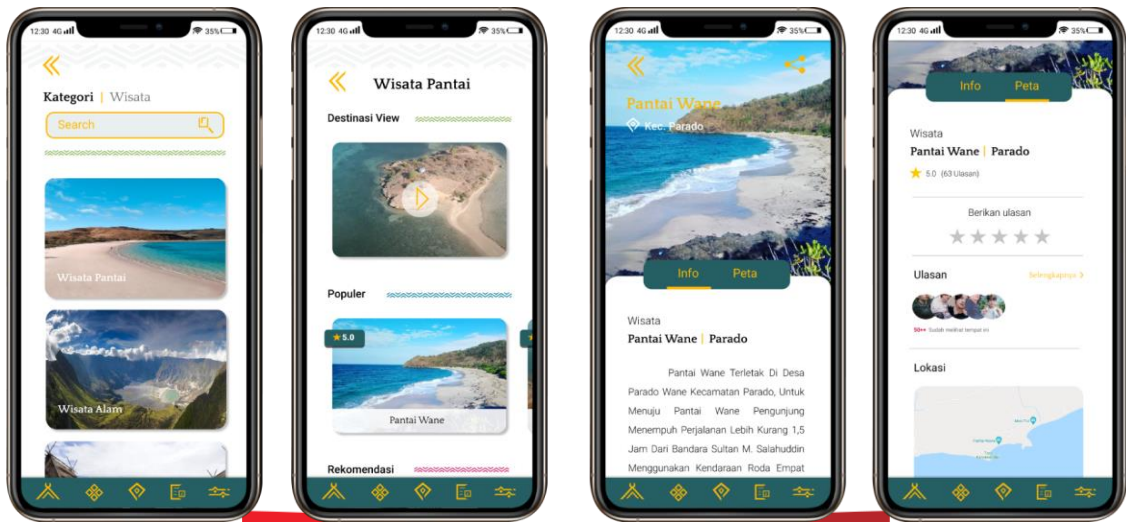 12:30 4G 35%
Kategori | Wisata
Search
Wisata Pantai
Wisata Alam
12:30 4G 35%
Wisata Pantai
Destinasi View
Populer
5.0
Pantai Wane
Rekomendasi
12:30 4G 35%
Pantai Wane
Kec. Parado
Info Peta
Wisata
Pantai Wane | Parado
Pantai Wane Terletak Di Desa
Parado Wane Kecamatan Parado, Untuk
Menuju Pantai Wane Pengunjung
Menempuh Perjalanan Lebih Kurang 1,5
Jam Dari Bandara Sultan M. Salahuddin
Menggunakan Kendaraan Roda Empat
12:30 4G 35%
Info Peta
Wisata
Pantai Wane | Parado
5.0 (63 Ulasan)
Berikan ulasan
Ulasan Selengkapnya >
50++ Sudah melihat tempat ini
Lokasi